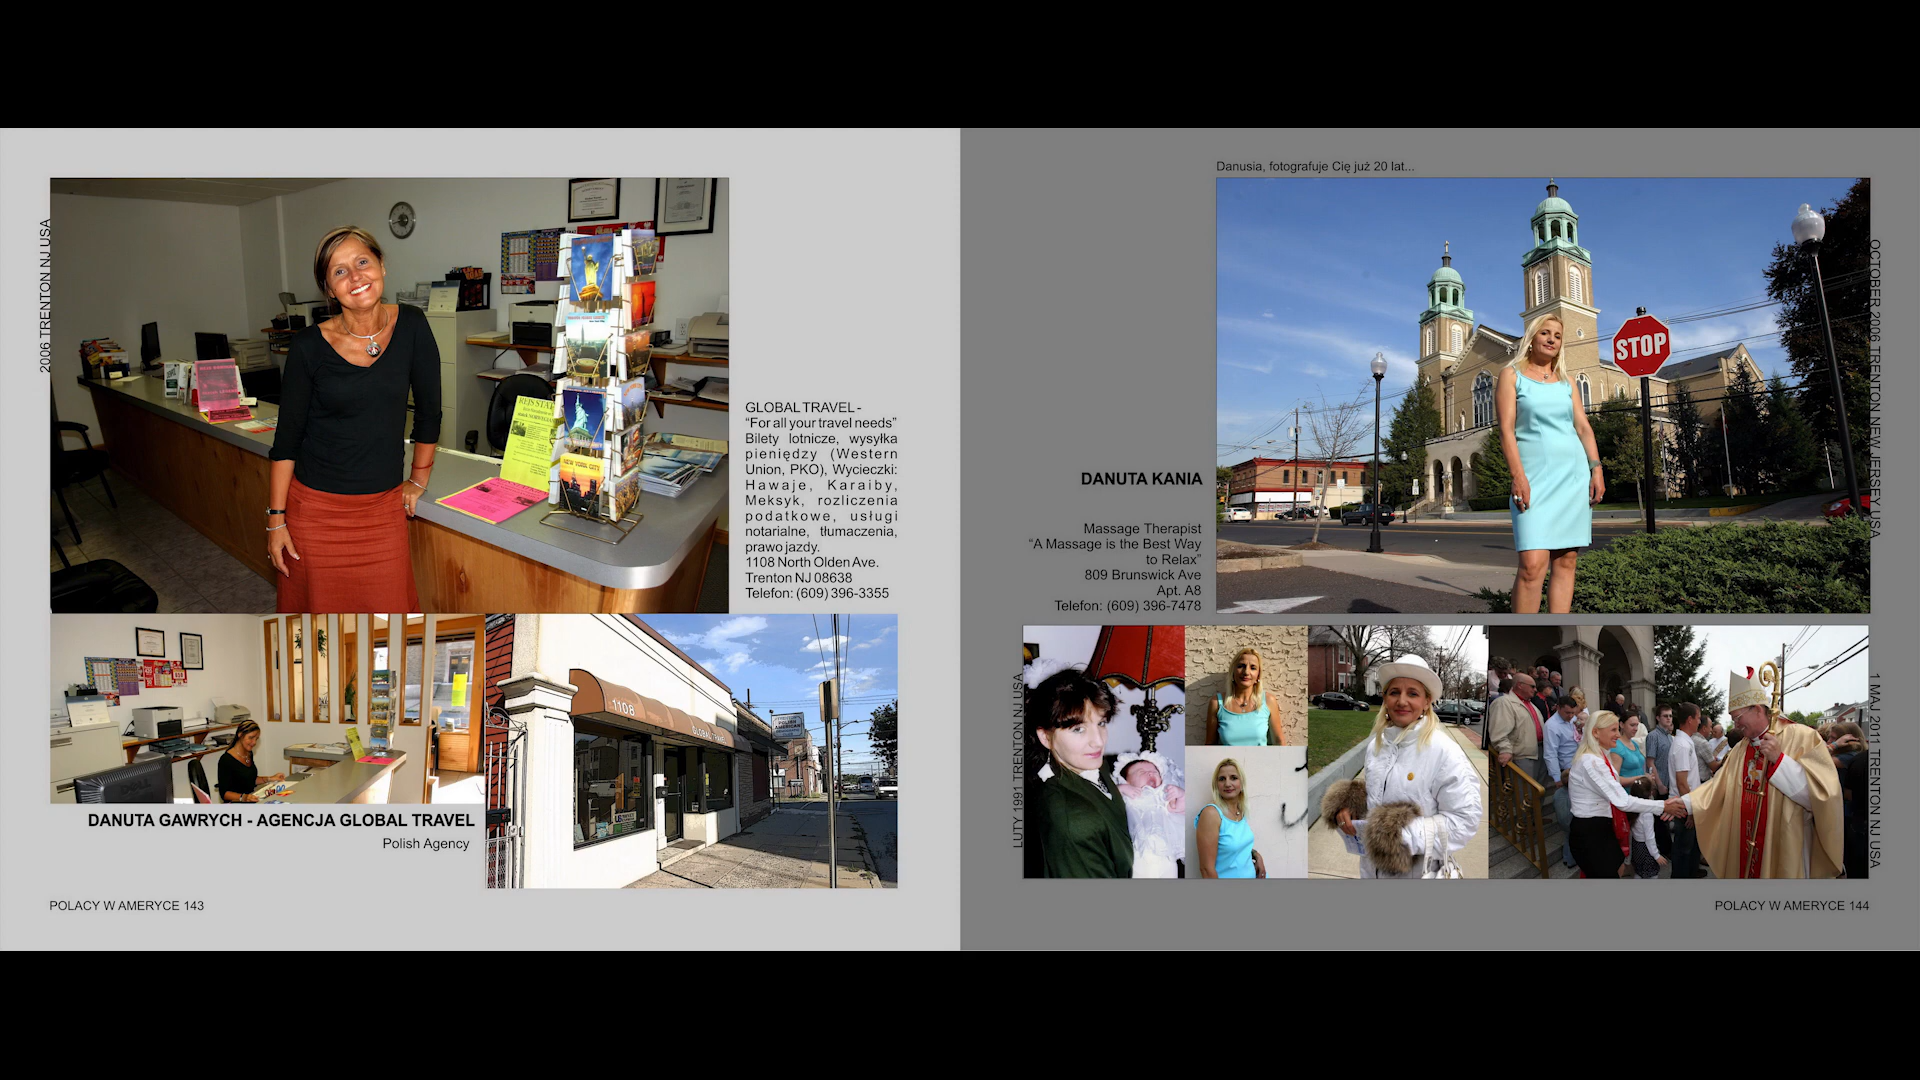 2006 TRENTON NJ USA
GLOBAL TRAVEL -
“For all your travel needs”
Bilety lotnicze, wysyłka
pieniędzy (Western
Union, PKO), Wycieczki:
Hawaje, Karaiby,
Meksyk, rozliczenia
podatkowe, usługi
notarialne, tłumaczenia,
prawo jazdy.
1108 North Olden Ave.
Trenton NJ 08638
Telefon: (609) 396-3355
NEW YORK CITY
1108
GLOBAL TRAVEL
DANUTA GAWRYCH - AGENCJA GLOBAL TRAVEL
Polish Agency
POLACY W AMERYCE 143
Danusia, fotografuje Cię już 20 lat...
STOP
OCTOBER 2006 TRENTON NEW JERSEY USA
DANUTA KANIA
Massage Therapist
“A Massage is the Best Way
to Relax”
809 Brunswick Ave
Apt. A8
Telefon: (609) 396-7478
LUTY 1991 TRENTON NJ USA
1 MAJ 2011 TRENTON NJ USA
POLACY W AMERYCE 144